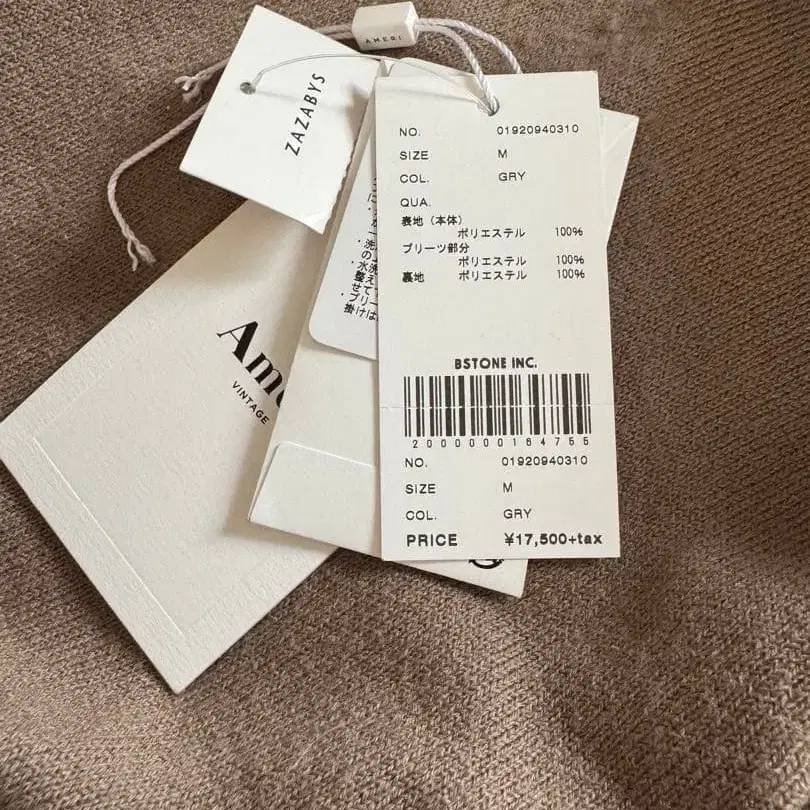 AMERI
ZAZABYS
Ame
VINTAGE
NO. 01920940310
SIZE M
COL. GRY
QUA.
表地（本体）
ポリエステル 100%
プリーツ部分
ポリエステル 100%
裏地 ポリエステル 100%
BSTONE INC.
2000000164755
NO. 01920940310
SIZE M
COL. GRY
PRICE ¥17,500+tax